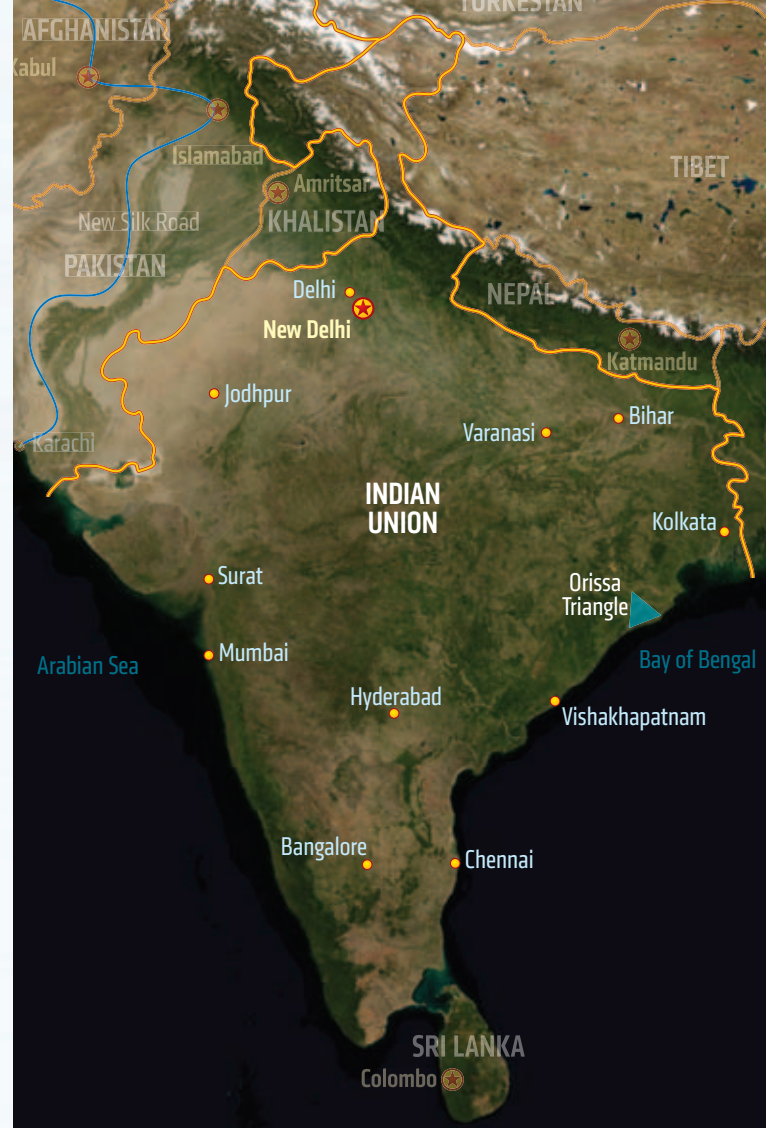 TURKESTAN
AFGHANISTAN
Kabul
Islamabad
Amritsar
TIBET
New Silk Road
KHALISTAN
PAKISTAN
Delhi
NEPAL
New Delhi
Katmandu
Jodhpur
Bihar
Varanasi
Karachi
INDIAN
UNION
Kolkata
Surat
Orissa
Triangle
Mumbai
Arabian Sea
Bay of Bengal
Hyderabad
Vishakhapatnam
Bangalore
Chennai
SRI LANKA
Colombo